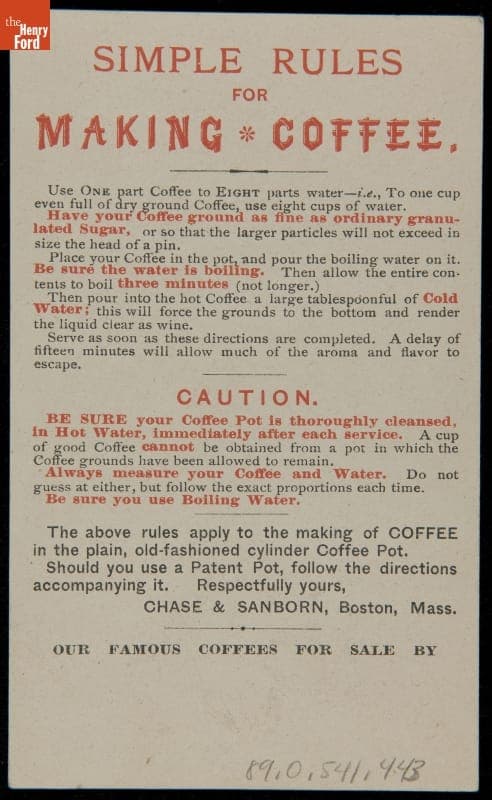 the
Henry
Ford
SIMPLE RULES
FOR
MAKING * COFFEE.
Use ONE part Coffee to EIGHT parts water—i.e., To one cup
even full of dry ground Coffee, use eight cups of water.
Have your Coffee ground as fine as ordinary granu-
lated Sugar, or so that the larger particles will not exceed in
size the head of a pin.
Place your Coffee in the pot, and pour the boiling water on it.
Be sure the water is boiling. Then allow the entire con-
tents to boil three minutes (not longer.)
Then pour into the hot Coffee a large tablespoonful of Cold
Water; this will force the grounds to the bottom and render
the liquid clear as wine.
Serve as soon as these directions are completed. A delay of
fifteen minutes will allow much of the aroma and flavor to
escape.
CAUTION.
BE SURE your Coffee Pot is thoroughly cleansed,
in Hot Water, immediately after each service. A cup
of good Coffee cannot be obtained from a pot in which the
Coffee grounds have been allowed to remain.
Always measure your Coffee and Water. Do not
guess at either, but follow the exact proportions each time.
Be sure you use Boiling Water.
The above rules apply to the making of COFFEE
in the plain, old-fashioned cylinder Coffee Pot.
Should you use a Patent Pot, follow the directions
accompanying it. Respectfully yours,
CHASE & SANBORN, Boston, Mass.
OUR FAMOUS COFFEES FOR SALE BY
89.0.541.443